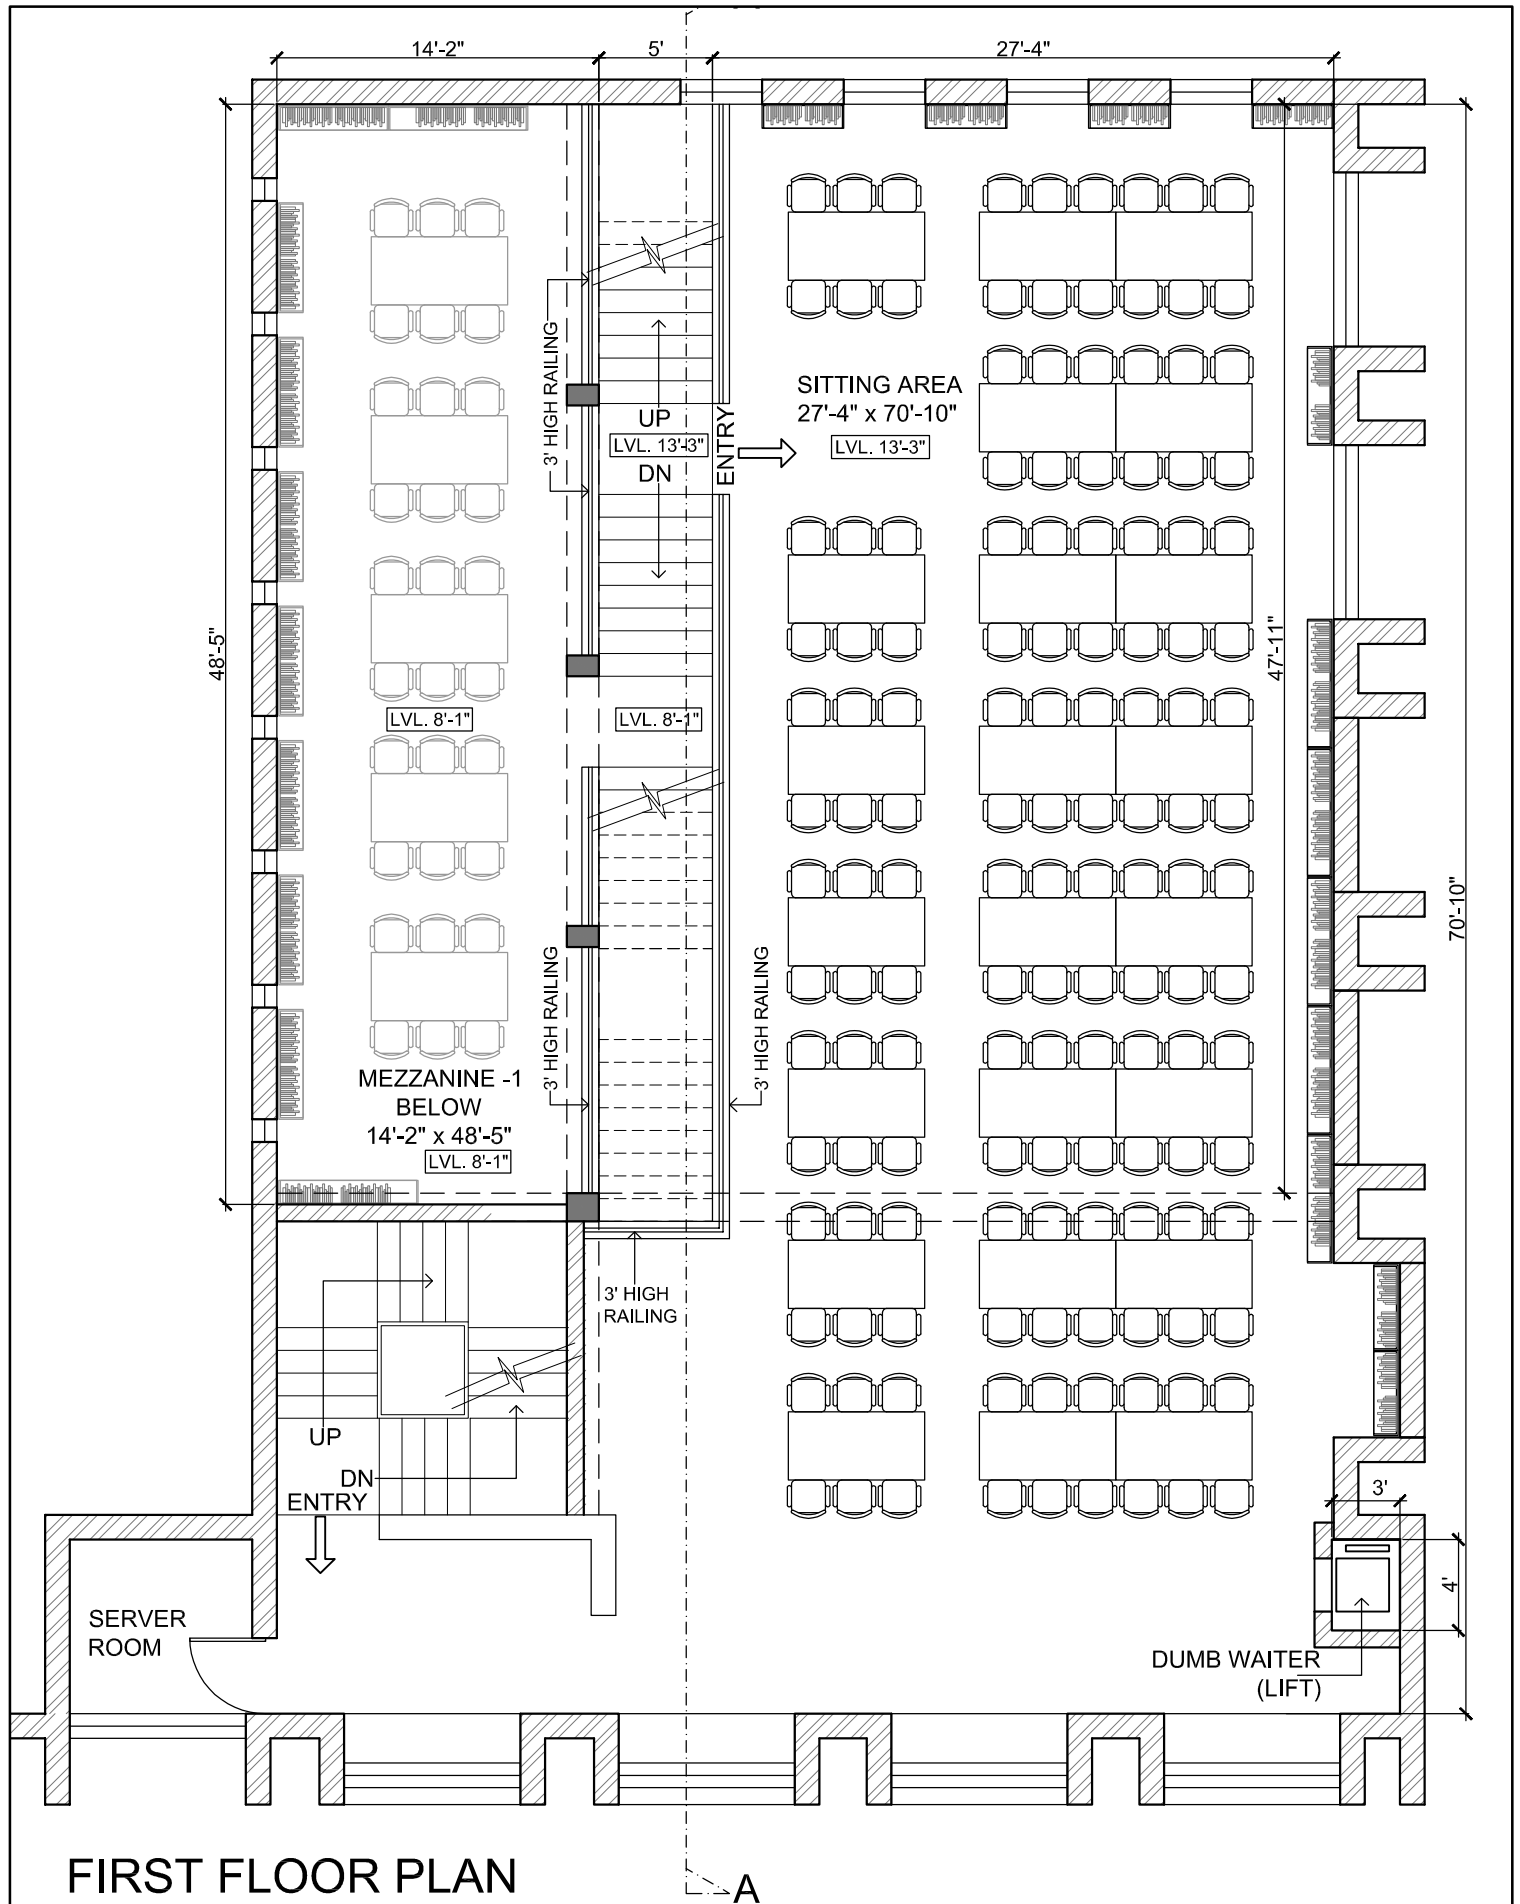 14'-2"
5'
27'-4"
48'-5"
3' HIGH RAILING
UP
LVL. 13'-3"
DN
ENTRY
SITTING AREA
27'-4" x 70'-10"
LVL. 13'-3"
47'-11"
70'-10"
LVL. 8'-1"
LVL. 8'-1"
3' HIGH RAILING
3' HIGH RAILING
MEZZANINE -1
BELOW
14'-2" x 48'-5"
LVL. 8'-1"
3' HIGH
RAILING
UP
DN
ENTRY
3'
4'
SERVER
ROOM
DUMB WAITER
(LIFT)
FIRST FLOOR PLAN
A